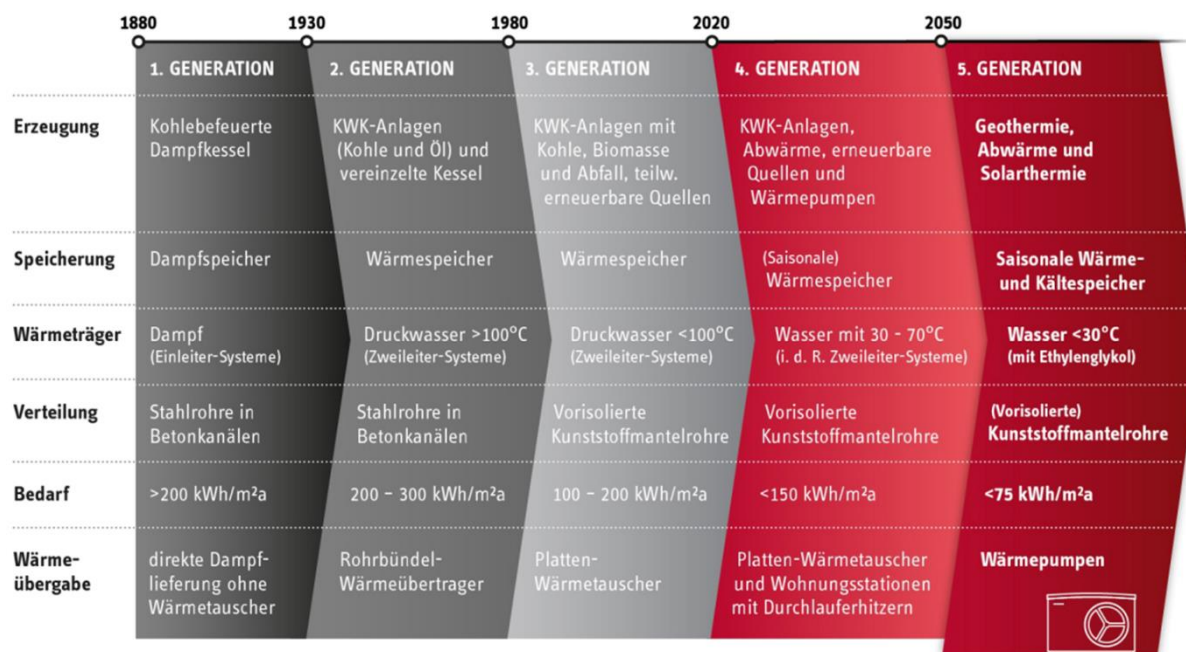 1880 1930 1980 2020 2050
1. GENERATION 2. GENERATION 3. GENERATION 4. GENERATION 5. GENERATION
Erzeugung
Kohlebefeuerte
Dampfkessel
KWK-Anlagen
(Kohle und Öl) und
vereinzelte Kessel
KWK-Anlagen mit
Kohle, Biomasse
und Abfall, teilw.
erneuerbare Quellen
KWK-Anlagen,
Abwärme, erneuerbare
Quellen und
Wärmepumpen
Geothermie,
Abwärme und
Solarthermie
Speicherung
Dampfspeicher
Wärmespeicher
Wärmespeicher
(Saisonale)
Wärmespeicher
Saisonale Wärme-
und Kältespeicher
Wärmeträger
Dampf
(Einleiter-Systeme)
Druckwasser >100°C
(Zweileiter-Systeme)
Druckwasser <100°C
(Zweileiter-Systeme)
Wasser mit 30 - 70°C
(i. d. R. Zweileiter-Systeme)
Wasser <30°C
(mit Ethylenglykol)
Verteilung
Stahlrohre in
Betonkanälen
Stahlrohre in
Betonkanälen
Vorisolierte
Kunststoffmantelrohre
Vorisolierte
Kunststoffmantelrohre
(Vorisolierte)
Kunststoffmantelrohre
Bedarf
>200 kWh/m²a
200 – 300 kWh/m²a
100 – 200 kWh/m²a
<150 kWh/m²a
<75 kWh/m²a
Wärme-
übergabe
direkte Dampf-
lieferung ohne
Wärmetauscher
Rohrbündel-
Wärmeübertrager
Platten-
Wärmetauscher
Platten-Wärmetauscher
und Wohnungsstationen
mit Durchlauferhitzern
Wärmepumpen